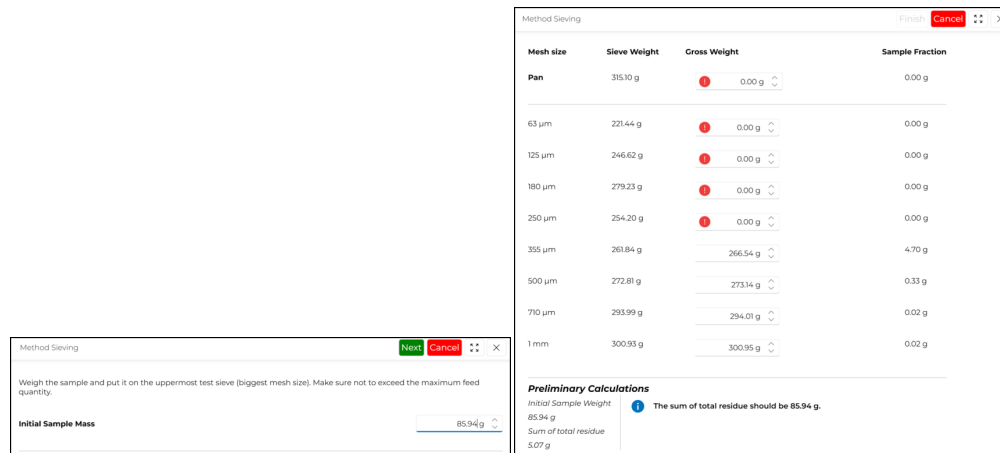 Method Sieving Next Cancel
Weigh the sample and put it on the uppermost test sieve (biggest mesh size). Make sure not to exceed the maximum feed
quantity.
Initial Sample Mass 85.94 g
Method Sieving Finish Cancel
Mesh size Sieve Weight Gross Weight Sample Fraction
Pan 315.10 g 0.00 g 0.00 g
63 µm 221.44 g 0.00 g 0.00 g
125 µm 246.62 g 0.00 g 0.00 g
180 µm 279.23 g 0.00 g 0.00 g
250 µm 254.20 g 0.00 g 0.00 g
355 µm 261.84 g 266.54 g 4.70 g
500 µm 272.81 g 273.14 g 0.33 g
710 µm 293.99 g 294.01 g 0.02 g
1 mm 300.93 g 300.95 g 0.02 g
Preliminary Calculations
Initial Sample Weight
85.94 g
Sum of total residue
5.07 g
The sum of total residue should be 85.94 g.